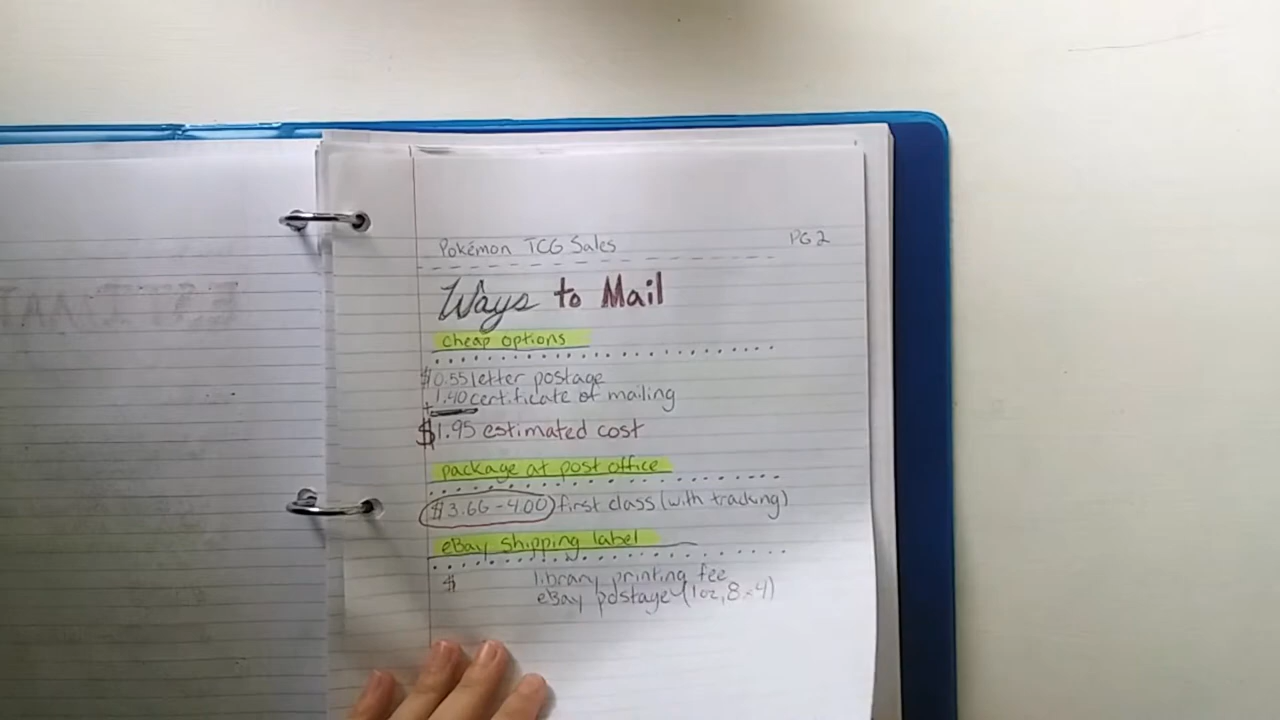 Pokémon TCG Sales PG 2
Ways to Mail
cheap options
$0.55 letter postage
+ 1.40 certificate of mailing
$1.95 estimated cost
package at post office
$3.66-4.00 first class (with tracking)
eBay shipping label
$ library printing fee
eBay postage (1oz, 8x4)